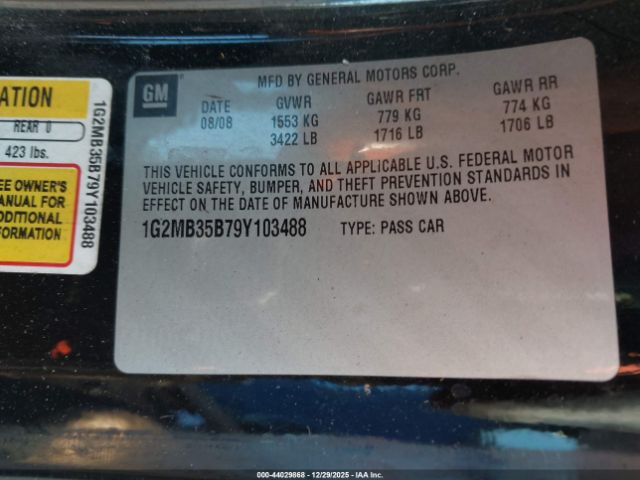 GM
MFD BY GENERAL MOTORS CORP.
DATE GVWR GAWR FRT GAWR RR
08/08 1553 KG 779 KG 774 KG
3422 LB 1716 LB 1706 LB
THIS VEHICLE CONFORMS TO ALL APPLICABLE U.S. FEDERAL MOTOR
VEHICLE SAFETY, BUMPER, AND THEFT PREVENTION STANDARDS IN
EFFECT ON THE DATE OF MANUFACTURE SHOWN ABOVE.
1G2MB35B79Y103488 TYPE: PASS CAR
ATION
REAR 0
423 lbs.
EE OWNER'S
MANUAL FOR
DDITIONAL
FORMATION
1G2MB35B79Y103488
000-44029868 - 12/29/2025 - IAAI, Inc.